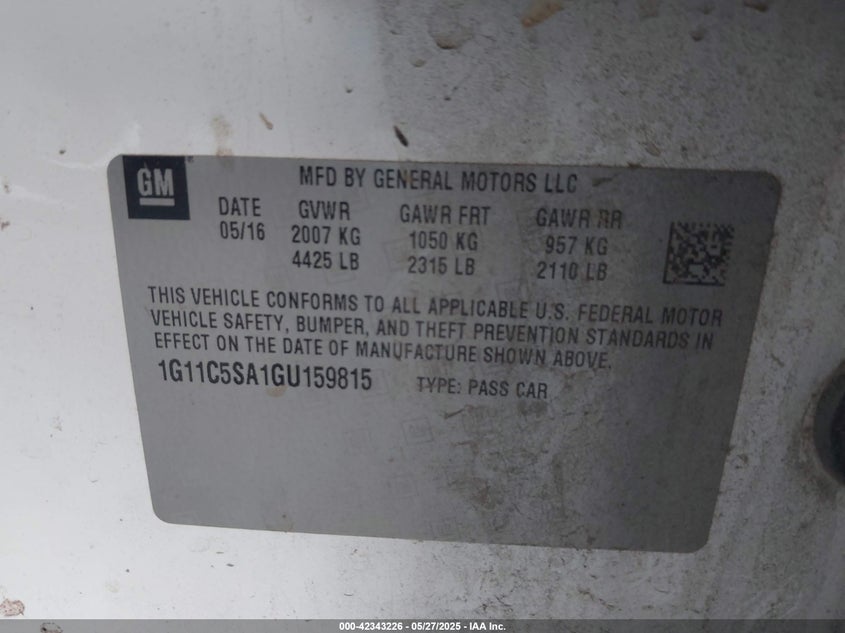 GM
MFD BY GENERAL MOTORS LLC
DATE GVWR GAWR FRT GAWR RR
05/16 2007 KG 1050 KG 957 KG
4425 LB 2315 LB 2110 LB
THIS VEHICLE CONFORMS TO ALL APPLICABLE U.S. FEDERAL MOTOR
VEHICLE SAFETY, BUMPER, AND THEFT PREVENTION STANDARDS IN
EFFECT ON THE DATE OF MANUFACTURE SHOWN ABOVE.
1G11C5SA1GU159815 TYPE: PASS CAR
000-42343226 - 05/27/2025 - IAA Inc.